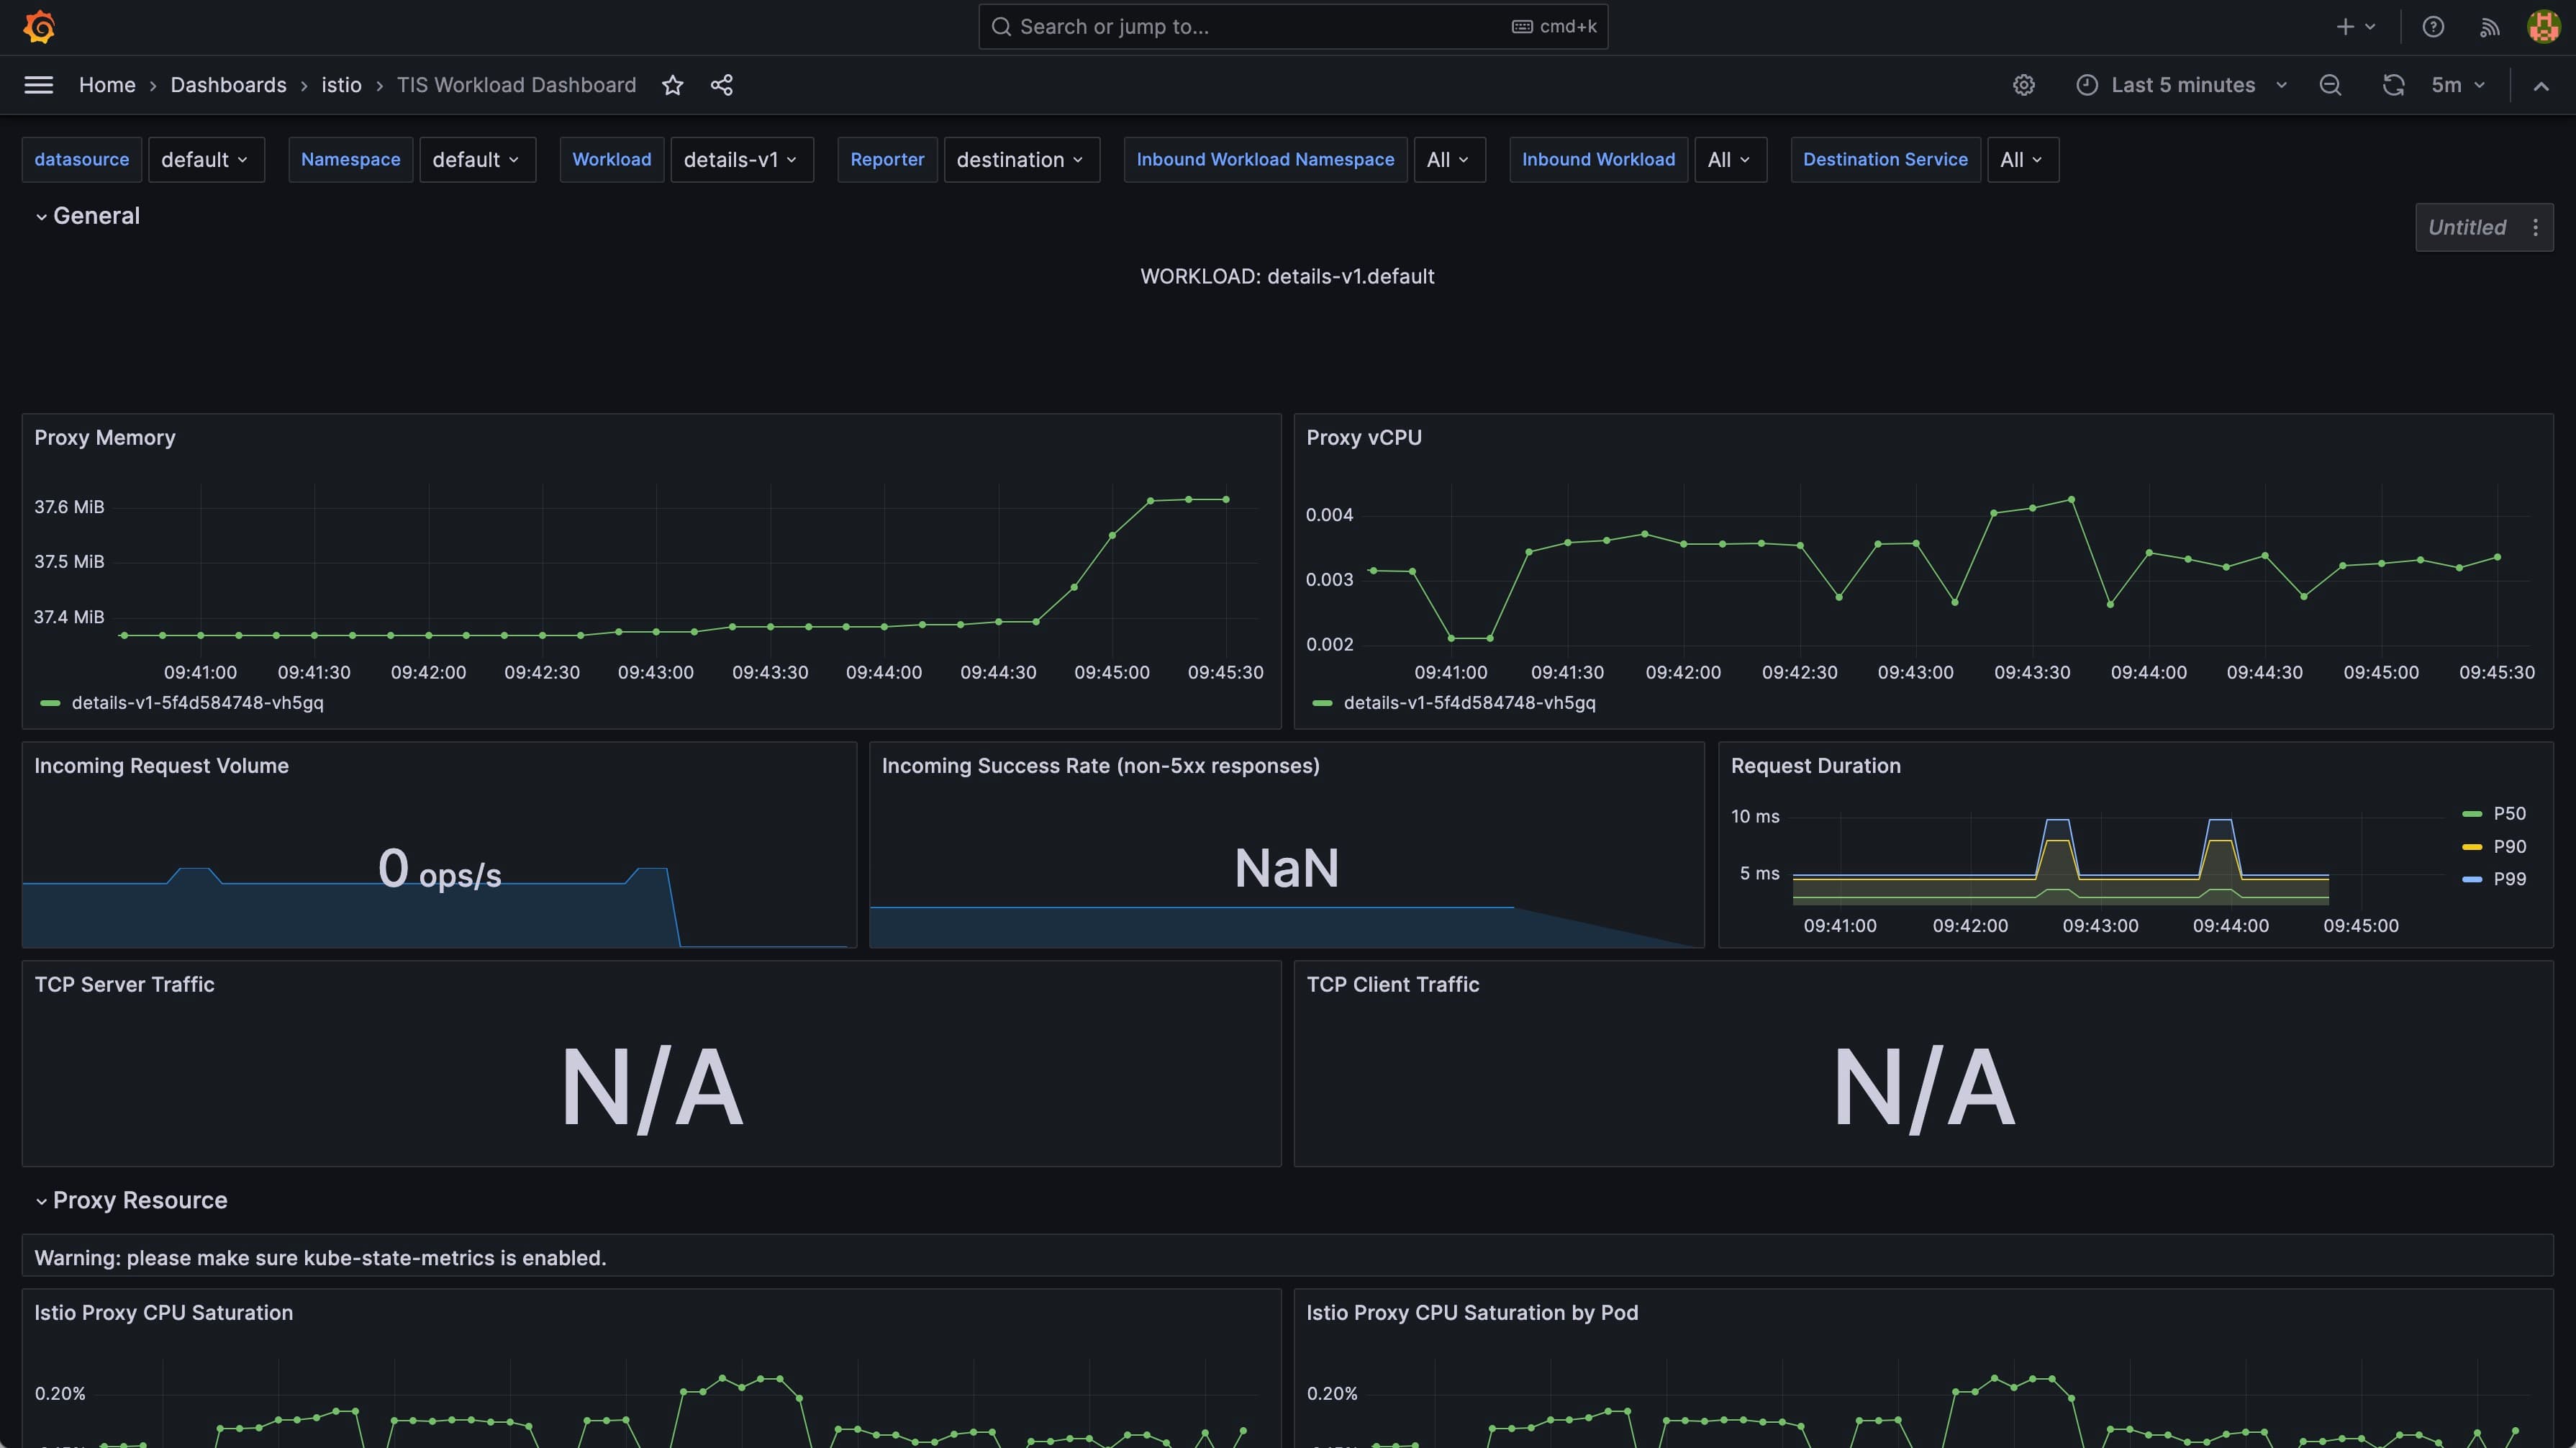 Search or jump to... cmd+k
Home › Dashboards › istio › TIS Workload Dashboard Last 5 minutes 5m
datasource default Namespace default Workload details-v1 Reporter destination Inbound Workload Namespace All Inbound Workload All Destination Service All
General
Untitled
WORKLOAD: details-v1.default
Proxy Memory
37.6 MiB
37.5 MiB
37.4 MiB
09:41:00 09:41:30 09:42:00 09:42:30 09:43:00 09:43:30 09:44:00 09:44:30 09:45:00 09:45:30
details-v1-5f4d584748-vh5gq
Proxy vCPU
0.004
0.003
0.002
09:41:00 09:41:30 09:42:00 09:42:30 09:43:00 09:43:30 09:44:00 09:44:30 09:45:00 09:45:30
details-v1-5f4d584748-vh5gq
Incoming Request Volume
0 ops/s
Incoming Success Rate (non-5xx responses)
NaN
Request Duration
10 ms
5 ms
09:41:00 09:42:00 09:43:00 09:44:00 09:45:00
P50
P90
P99
TCP Server Traffic
N/A
TCP Client Traffic
N/A
Proxy Resource
Warning: please make sure kube-state-metrics is enabled.
Istio Proxy CPU Saturation
0.20%
Istio Proxy CPU Saturation by Pod
0.20%